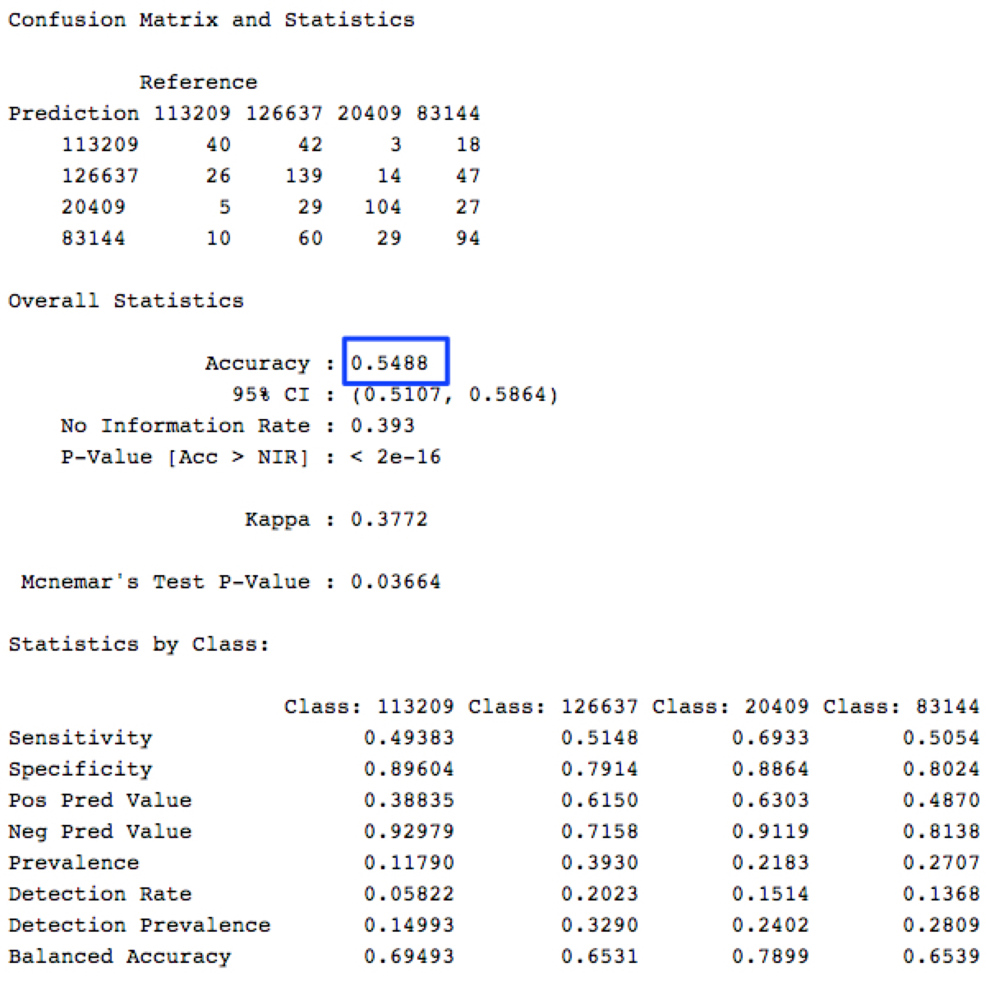 Confusion Matrix and Statistics
Reference
Prediction 113209 126637 20409 83144
113209 40 42 3 18
126637 26 139 14 47
20409 5 29 104 27
83144 10 60 29 94
Overall Statistics
Accuracy : 0.5488
95% CI : (0.5107, 0.5864)
No Information Rate : 0.393
P-Value [Acc > NIR] : < 2e-16
Kappa : 0.3772
Mcnemar's Test P-Value : 0.03664
Statistics by Class:
Class: 113209 Class: 126637 Class: 20409 Class: 83144
Sensitivity 0.49383 0.5148 0.6933 0.5054
Specificity 0.89604 0.7914 0.8864 0.8024
Pos Pred Value 0.38835 0.6150 0.6303 0.4870
Neg Pred Value 0.92979 0.7158 0.9119 0.8138
Prevalence 0.11790 0.3930 0.2183 0.2707
Detection Rate 0.05822 0.2023 0.1514 0.1368
Detection Prevalence 0.14993 0.3290 0.2402 0.2809
Balanced Accuracy 0.69493 0.6531 0.7899 0.6539